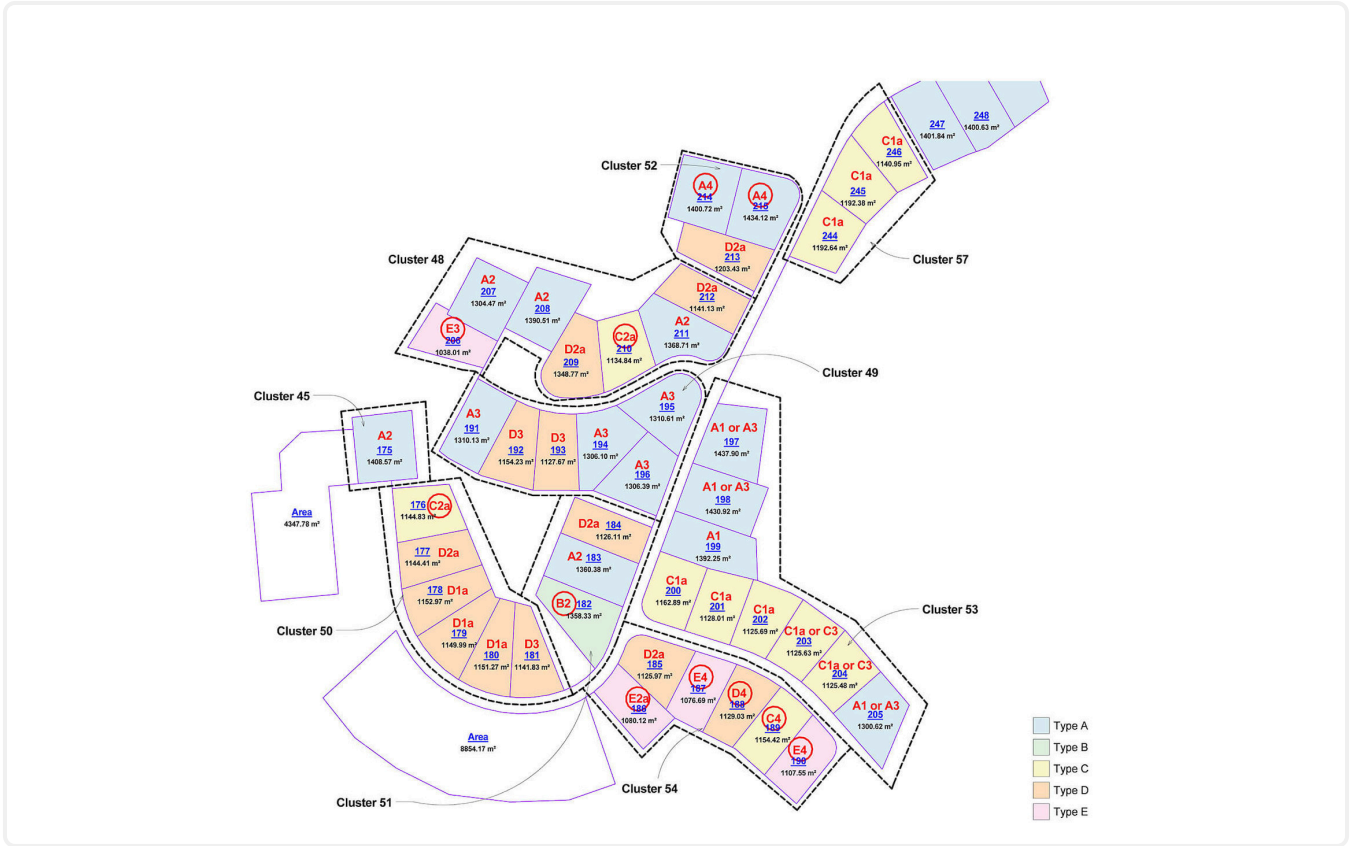 247
1401.84 m²
248
1400.63 m²
C1a
246
1140.95 m²
C1a
245
1192.38 m²
C1a
244
1192.64 m²
Cluster 57
Cluster 52
A4
214
1400.72 m²
A4
1434.12 m²
D2a
213
1203.43 m²
Cluster 48
A2
207
1304.47 m²
A2
208
1390.51 m²
E3
1038.01 m²
D2a
209
1348.77 m²
C2a
210
1134.84 m²
A2
211
1368.71 m²
D2a
212
1141.13 m²
Cluster 49
A3
191
1310.13 m²
D3
192
1154.23 m²
D3
193
1127.67 m²
A3
194
1306.10 m²
A3
195
1310.61 m²
A3
196
1306.39 m²
Cluster 45
A2
175
1408.57 m²
Area
4347.78 m²
A1 or A3
197
1437.90 m²
A1 or A3
198
1430.92 m²
A1
199
1392.25 m²
176 C2a
1144.83 m²
177 D2a
1144.41 m²
178 D1a
1152.97 m²
D1a
179
1149.99 m²
D1a
180
1151.27 m²
D3
181
1141.83 m²
Cluster 50
D2a 184
1126.11 m²
A2 183
1360.38 m²
B2 182
1358.33 m²
Cluster 51
C1a
200
1162.89 m²
C1a
201
1128.01 m²
C1a
202
1125.69 m²
C1a or C3
203
1125.63 m²
C1a or C3
204
1125.48 m²
A1 or A3
205
1300.62 m²
Cluster 53
D2a
185
1125.97 m²
E2a
1080.12 m²
E4
187
1076.69 m²
D4
188
1129.03 m²
C4
189
1154.42 m²
E4
190
1107.55 m²
Cluster 54
Area
8854.17 m²
Type A
Type B
Type C
Type D
Type E